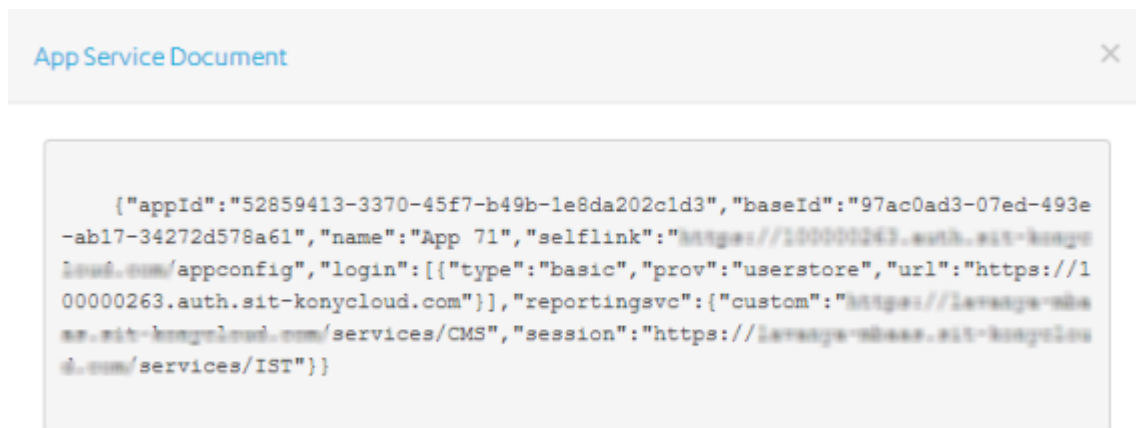 App Service Document
{"appId":"52859413-3370-45f7-b49b-1e8da202c1d3","baseId":"97ac0ad3-07ed-493e
-ab17-34272d578a61","name":"App 71","selflink":"
/appconfig","login":[{"type":"basic","prov":"userstore","url":"https://1
00000263.auth.sit-konycloud.com"}],"reportingsvc":{"custom":"
/services/CMS","session":"https://
/services/IST"}}